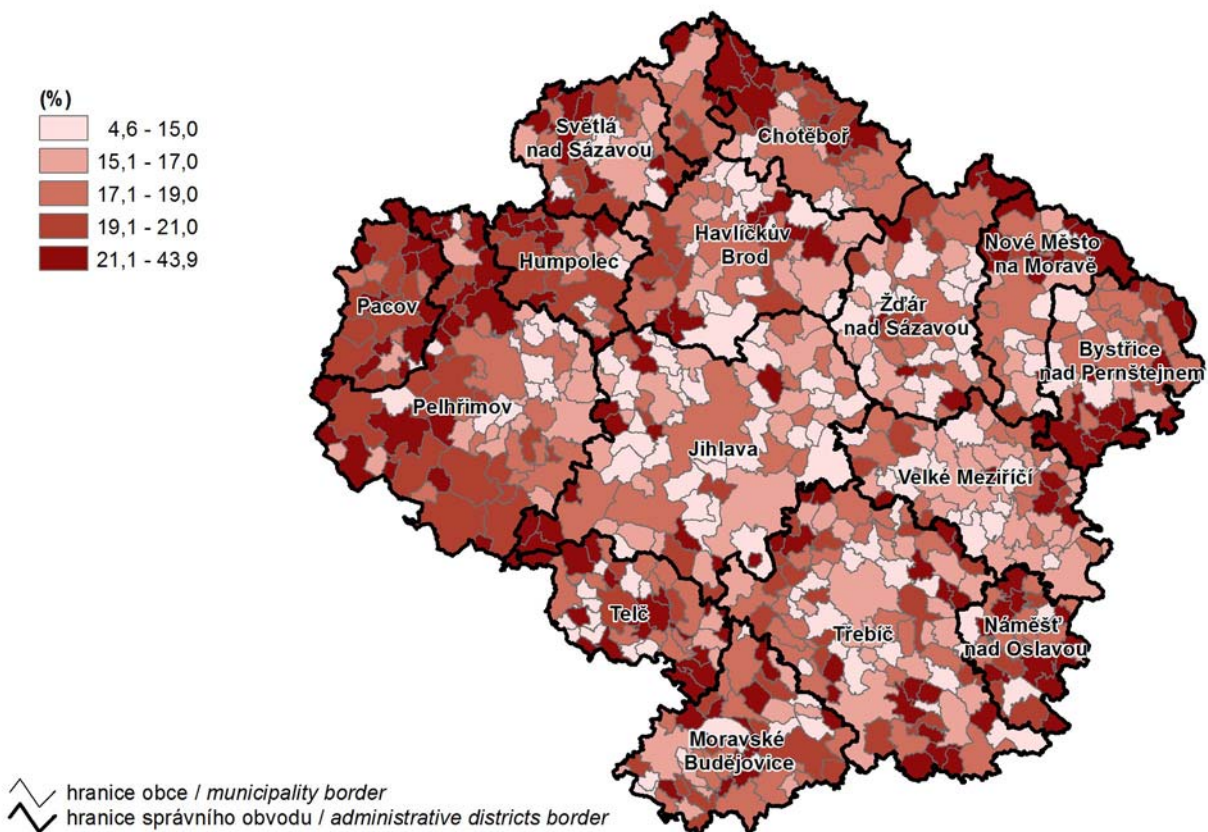 (%)
4,6 - 15,0
15,1 - 17,0
17,1 - 19,0
19,1 - 21,0
21,1 - 43,9
Světlá
nad Sázavou
Chotěboř
Havlíčkův
Brod
Humpolec
Nové Město
na Moravě
Pacov
Žďár
nad Sázavou
Bystřice
nad Pernštejnem
Pelhřimov
Jihlava
Velké Meziříčí
Telč
Třebíč
Náměšť
nad Oslavou
Moravské
Budějovice
hranice obce / municipality border
hranice správního obvodu / administrative districts border